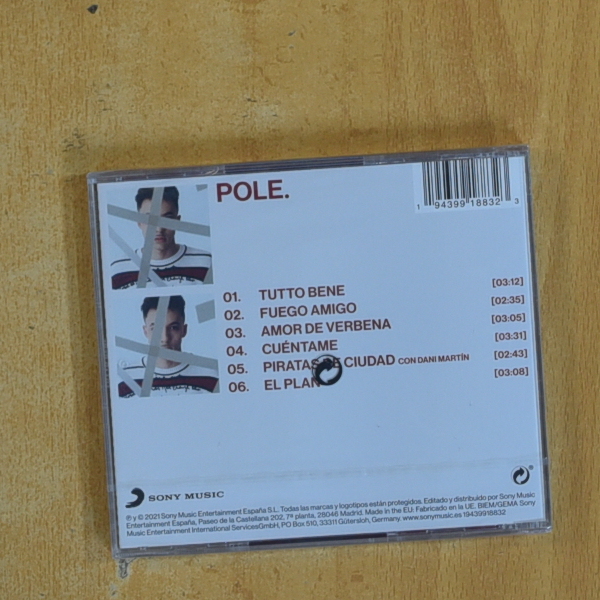 POLE.
1 94399 18832 3
01. TUTTO BENE [03:12]
02. FUEGO AMIGO [02:35]
03. AMOR DE VERBENA [03:05]
04. CUÉNTAME [03:31]
05. PIRATAS DE CIUDAD CON DANI MARTÍN [02:43]
06. EL PLAN [03:08]
SONY MUSIC
℗ y © 2021 Sony Music Entertainment España S.L. Todas las marcas y logotipos están protegidos. Editado y distribuido por Sony Music
Entertainment España, Paseo de la Castellana 202, 7ª planta, 28046 Madrid. Made in the EU. Fabricado en la UE. BIEM/GEMA Sony
Music Entertainment International ServicesGmbH, PO Box 510, 33311 Gütersloh, Germany. www.sonymusic.es 19439918832